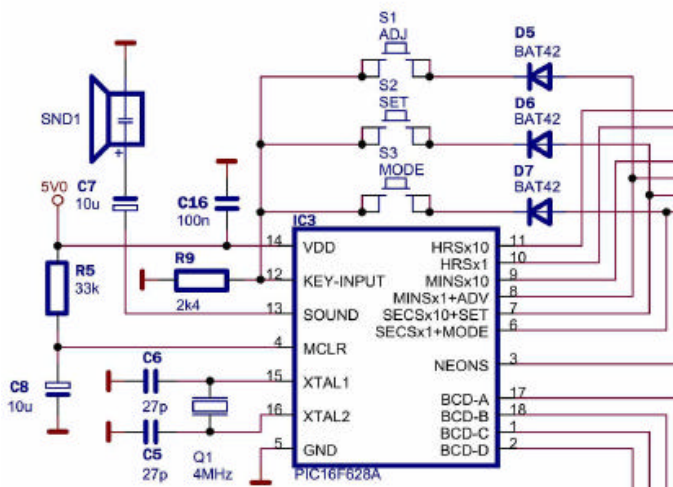 S1
ADJ
D5
BAT42
S2
SET
D6
BAT42
SND1
+
S3
MODE
D7
BAT42
5V0
C7
10u
C16
100n
IC3
R5
33k
R9
2k4
C8
10u
C6
27p
C5
27p
Q1
4MHz
14 VDD
12 KEY-INPUT
13 SOUND
4 MCLR
15 XTAL1
16 XTAL2
5 GND
HRSx10 11
HRSx1 10
MINSx10 9
MINSx1+ADV 8
SECSx10+SET 7
SECSx1+MODE 6
NEONS 3
BCD-A 17
BCD-B 18
BCD-C 1
BCD-D 2
PIC16F628A